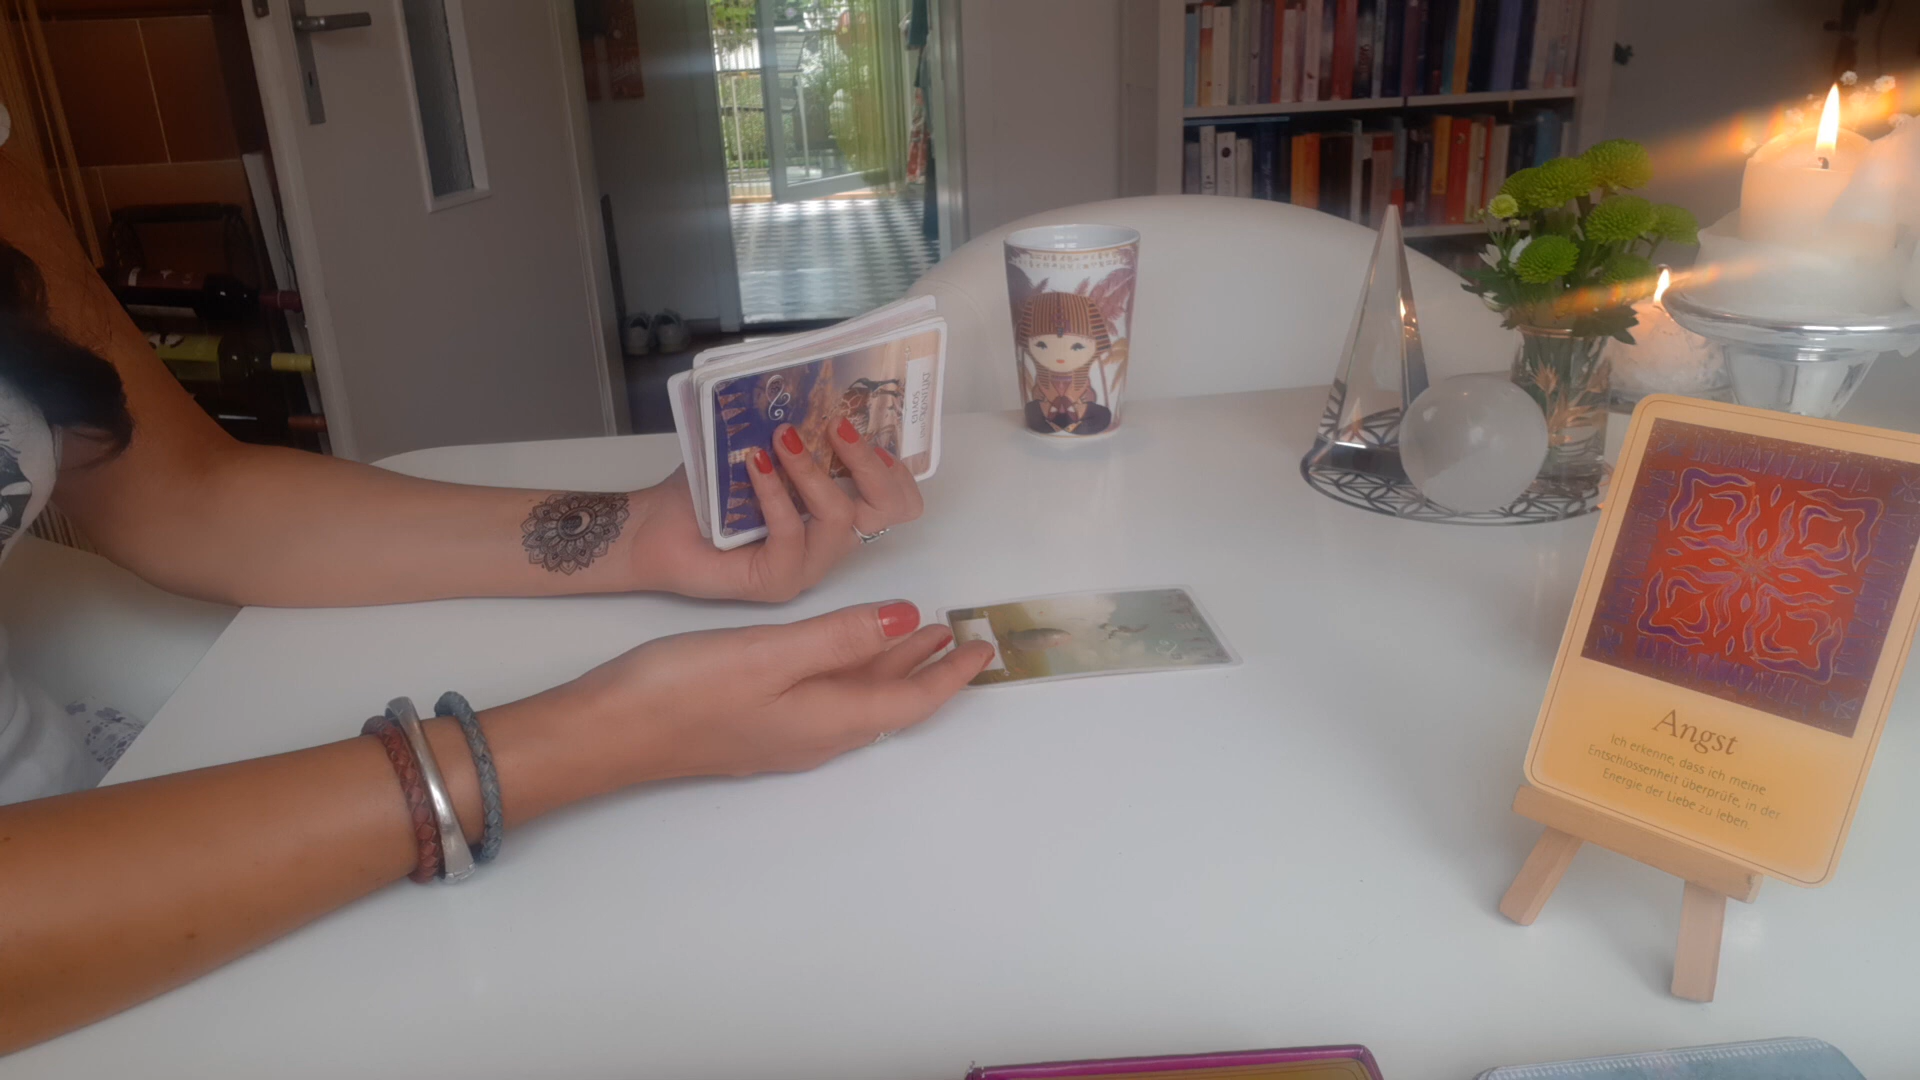 Angst
Ich erkenne, dass ich meine
Entschlossenheit überprüfe, in der
Energie der Liebe zu leben.